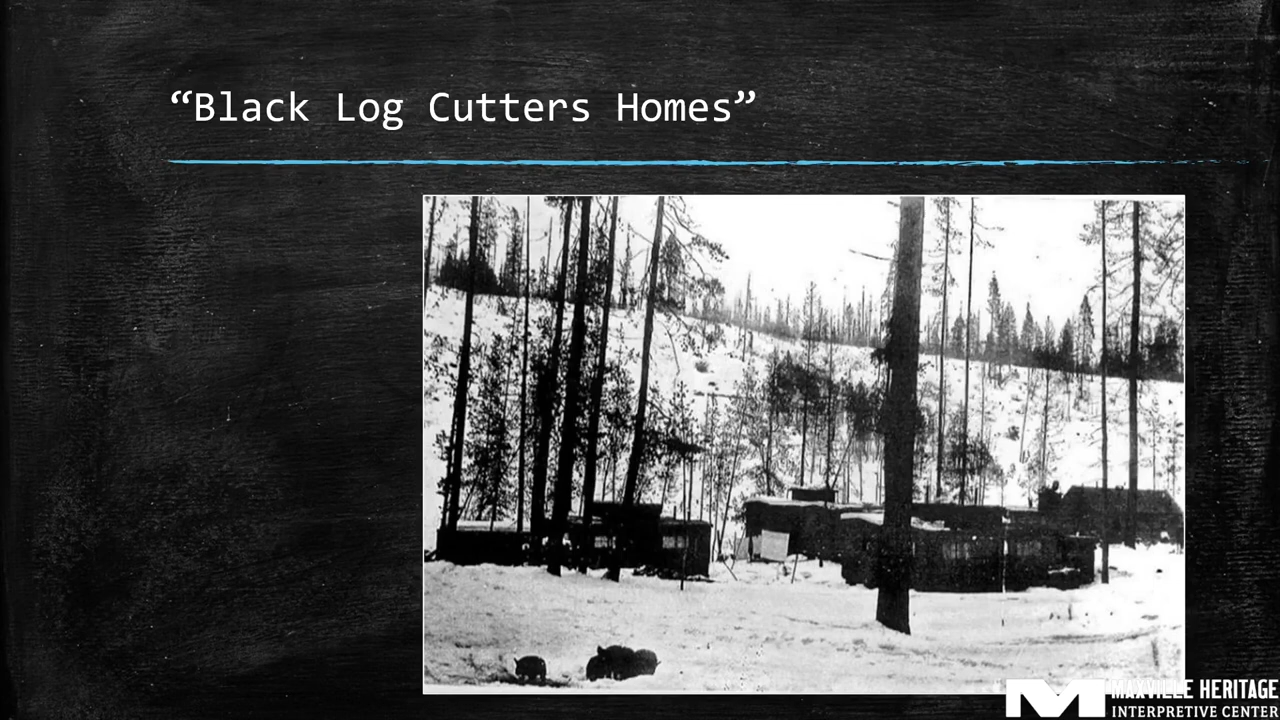 “Black Log Cutters Homes”
MAXVILLE HERITAGE
INTERPRETIVE CENTER